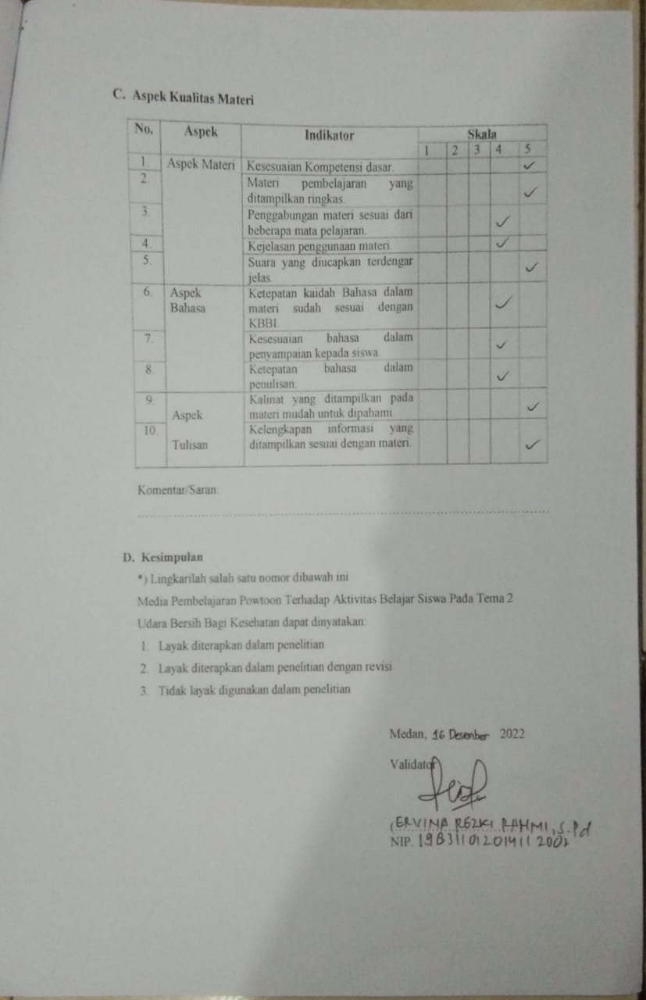 C. Aspek Kualitas Materi
No. Aspek Indikator Skala
1 2 3 4 5
1. Aspek Materi Kesesuaian Kompetensi dasar. ✓
2. Materi pembelajaran yang
ditampilkan ringkas. ✓
3. Penggabungan materi sesuai dari
beberapa mata pelajaran. ✓
4. Kejelasan penggunaan materi. ✓
5. Suara yang diucapkan terdengar
jelas. ✓
6. Aspek Ketepatan kaidah Bahasa dalam
Bahasa materi sudah sesuai dengan ✓
KBBI.
7. Kesesuaian bahasa dalam
penyampaian kepada siswa. ✓
8. Ketepatan bahasa dalam
penulisan. ✓
9. Kalinat yang ditampilkan pada
Aspek materi mudah untuk dipahami. ✓
10. Kelengkapan informasi yang
Tulisan ditampilkan sesuai dengan materi. ✓
Komentar/Saran:
D. Kesimpulan
*) Lingkarilah salah satu nomor dibawah ini
Media Pembelajaran Powtoon Terhadap Aktivitas Belajar Siswa Pada Tema 2
Udara Bersih Bagi Kesehatan dapat dinyatakan:
1. Layak diterapkan dalam penelitian
2. Layak diterapkan dalam penelitian dengan revisi
3. Tidak layak digunakan dalam penelitian
Medan, 16 Desember 2022
Validator
(ERVINA REZKI RAHMI, S.Pd
NIP. 198311012014112002